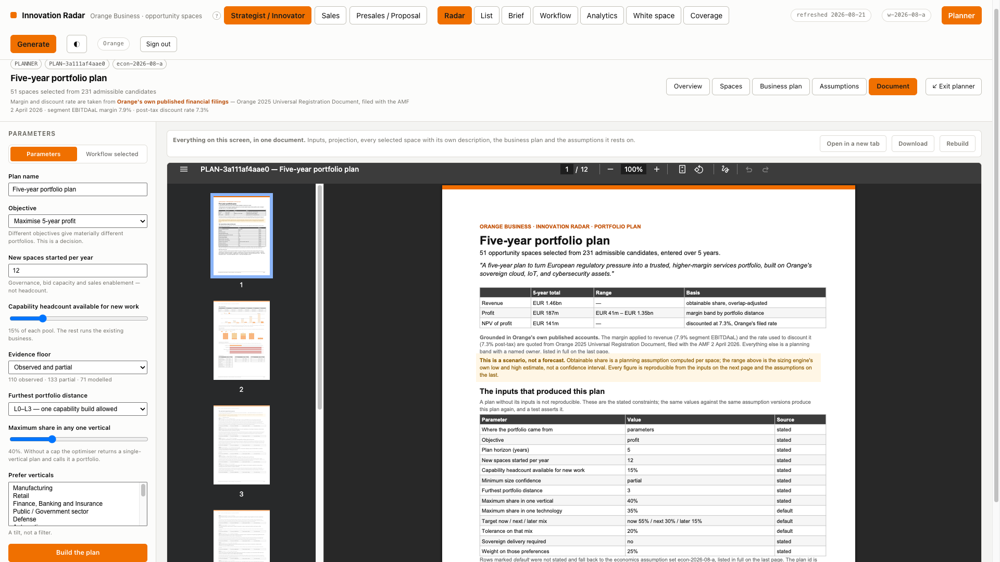 Innovation Radar Orange Business · opportunity spaces ? Strategist / Innovator Sales Presales / Proposal Radar List Brief Workflow Analytics White space Coverage refreshed 2026-08-21 w-2026-08-a Planner
Generate Orange Sign out
PLANNER PLAN-3a111af4aae0 econ-2026-08-a
Five-year portfolio plan
51 spaces selected from 231 admissible candidates
Margin and discount rate are taken from Orange's own published financial filings — Orange 2025 Universal Registration Document, filed with the AMF
2 April 2026 · segment EBITDAaL margin 7.9% · post-tax discount rate 7.3%
Overview Spaces Business plan Assumptions Document ↙ Exit planner
PARAMETERS
Parameters Workflow selected
Plan name
Five-year portfolio plan
Objective
Maximise 5-year profit
Different objectives give materially different
portfolios. This is a decision.
New spaces started per year
12
Governance, bid capacity and sales enablement —
not headcount.
Capability headcount available for new work
15% of each pool. The rest runs the existing
business.
Evidence floor
Observed and partial
110 observed · 133 partial · 71 modelled
Furthest portfolio distance
L0–L3 — one capability build allowed
Maximum share in any one vertical
40%. Without a cap the optimiser returns a single-
vertical plan and calls it a portfolio.
Prefer verticals
Manufacturing
Retail
Finance, Banking and Insurance
Public / Government sector
Defense
A tilt, not a filter.
Build the plan
Everything on this screen, in one document. Inputs, projection, every selected space with its own description, the business plan and the assumptions it rests on.
Open in a new tab Download Rebuild
PLAN-3a111af4aae0 — Five-year portfolio plan 1 / 12 100%
1
2
3
ORANGE BUSINESS · INNOVATION RADAR · PORTFOLIO PLAN
Five-year portfolio plan
51 opportunity spaces selected from 231 admissible candidates, entered over 5 years.
"A five-year plan to turn European regulatory pressure into a trusted, higher-margin services portfolio, built on Orange's
sovereign cloud, IoT, and cybersecurity assets."
5-year total Range Basis
Revenue EUR 1.46bn — obtainable share, overlap-adjusted
Profit EUR 187m EUR 41m – EUR 1.35bn margin band by portfolio distance
NPV of profit EUR 141m — discounted at 7.3%, Orange's filed rate
Grounded in Orange's own published accounts. The margin applied to revenue (7.9% segment EBITDAaL) and the rate used to discount it
(7.3% post-tax) are quoted from Orange 2025 Universal Registration Document, filed with the AMF 2 April 2026. Everything else is a planning
band with a named owner, listed in full on the last page.
This is a scenario, not a forecast. Obtainable share is a planning assumption computed per space; the range above is the sizing engine's
own low and high estimate, not a confidence interval. Every figure is reproducible from the inputs on the next page and the assumptions on
the last.
The inputs that produced this plan
A plan without its inputs is not reproducible. These are the stated constraints; the same values against the same assumption versions produce
this plan again, and a test asserts it.
Parameter Value Source
Where the portfolio came from parameters stated
Objective profit stated
Plan horizon (years) 5 stated
New spaces started per year 12 stated
Capability headcount available for new work 15% stated
Minimum size confidence partial stated
Furthest portfolio distance 3 stated
Maximum share in one vertical 40% stated
Maximum share in one technology 35% default
Target now / next / later mix now 55% / next 30% / later 15% default
Tolerance on that mix 20% default
Sovereign delivery required no stated
Weight on those preferences 25% stated
Rows marked default were not stated and fall back to the economics assumption set econ-2026-08-a, listed in full on the last page. The plan id is